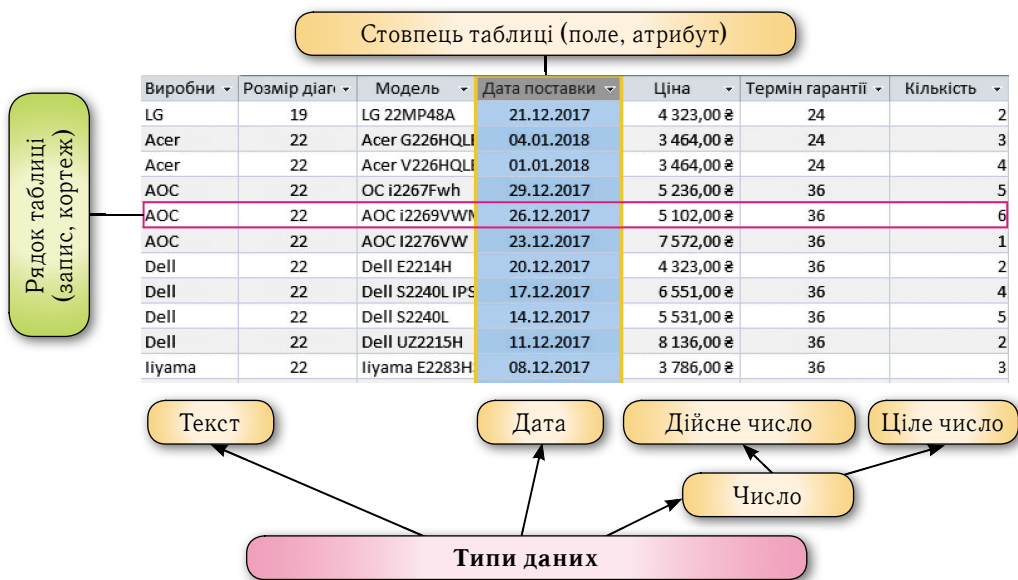 Стовпець таблиці (поле, атрибут)
Рядок таблиці
(запис, кортеж)
Виробни Розмір діаг Модель Дата поставки Ціна Термін гарантії Кількість
LG 19 LG 22MP48A 21.12.2017 4 323,00 ₴ 24 2
Acer 22 Acer G226HQL 04.01.2018 3 464,00 ₴ 24 3
Acer 22 Acer V226HQL 01.01.2018 3 464,00 ₴ 24 4
AOC 22 OC i2267Fwh 29.12.2017 5 236,00 ₴ 36 5
AOC 22 AOC i2269VW 26.12.2017 5 102,00 ₴ 36 6
AOC 22 AOC I2276VW 23.12.2017 7 572,00 ₴ 36 1
Dell 22 Dell E2214H 20.12.2017 4 323,00 ₴ 36 2
Dell 22 Dell S2240L IPS 17.12.2017 6 551,00 ₴ 36 4
Dell 22 Dell S2240L 14.12.2017 5 531,00 ₴ 36 5
Dell 22 Dell UZ2215H 11.12.2017 8 136,00 ₴ 36 2
Iiyama 22 Iiyama E2283H 08.12.2017 3 786,00 ₴ 36 3
Текст Дата Дійсне число Ціле число
Число
Типи даних